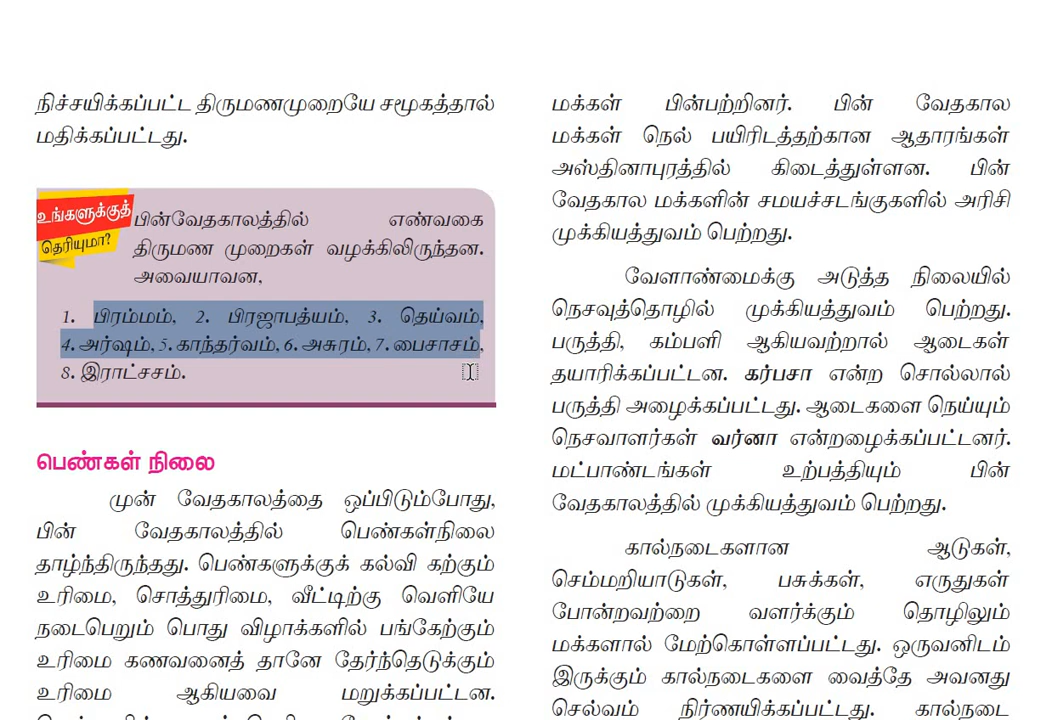 நிச்சயிக்கப்பட்ட திருமணமுறையே சமூகத்தால்
மதிக்கப்பட்டது.
உங்களுக்குத்
தெரியுமா?
பின்வேதகாலத்தில் எண்வகை
திருமண முறைகள் வழக்கிலிருந்தன.
அவையாவன,
1. பிரம்மம், 2. பிரஜாபத்யம், 3. தெய்வம்,
4. அர்ஷம், 5. காந்தர்வம், 6. அசுரம், 7. பைசாசம்,
8. இராட்சசம்.
பெண்கள் நிலை
முன் வேதகாலத்தை ஒப்பிடும்போது,
பின் வேதகாலத்தில் பெண்கள்நிலை
தாழ்ந்திருந்தது. பெண்களுக்குக் கல்வி கற்கும்
உரிமை, சொத்துரிமை, வீட்டிற்கு வெளியே
நடைபெறும் பொது விழாக்களில் பங்கேற்கும்
உரிமை கணவனைத் தானே தேர்ந்தெடுக்கும்
உரிமை ஆகியவை மறுக்கப்பட்டன.
மக்கள் பின்பற்றினர். பின் வேதகால
மக்கள் நெல் பயிரிடத்தற்கான ஆதாரங்கள்
அஸ்தினாபுரத்தில் கிடைத்துள்ளன. பின்
வேதகால மக்களின் சமயச்சடங்குகளில் அரிசி
முக்கியத்துவம் பெற்றது.
வேளாண்மைக்கு அடுத்த நிலையில்
நெசவுத்தொழில் முக்கியத்துவம் பெற்றது.
பருத்தி, கம்பளி ஆகியவற்றால் ஆடைகள்
தயாரிக்கப்பட்டன. கர்பசா என்ற சொல்லால்
பருத்தி அழைக்கப்பட்டது. ஆடைகளை நெய்யும்
நெசவாளர்கள் வர்னா என்றழைக்கப்பட்டனர்.
மட்பாண்டங்கள் உற்பத்தியும் பின்
வேதகாலத்தில் முக்கியத்துவம் பெற்றது.
கால்நடைகளான ஆடுகள்,
செம்மறியாடுகள், பசுக்கள், எருதுகள்
போன்றவற்றை வளர்க்கும் தொழிலும்
மக்களால் மேற்கொள்ளப்பட்டது. ஒருவனிடம்
இருக்கும் கால்நடைகளை வைத்தே அவனது
செல்வம் நிர்ணயிக்கப்பட்டது. கால்நடை